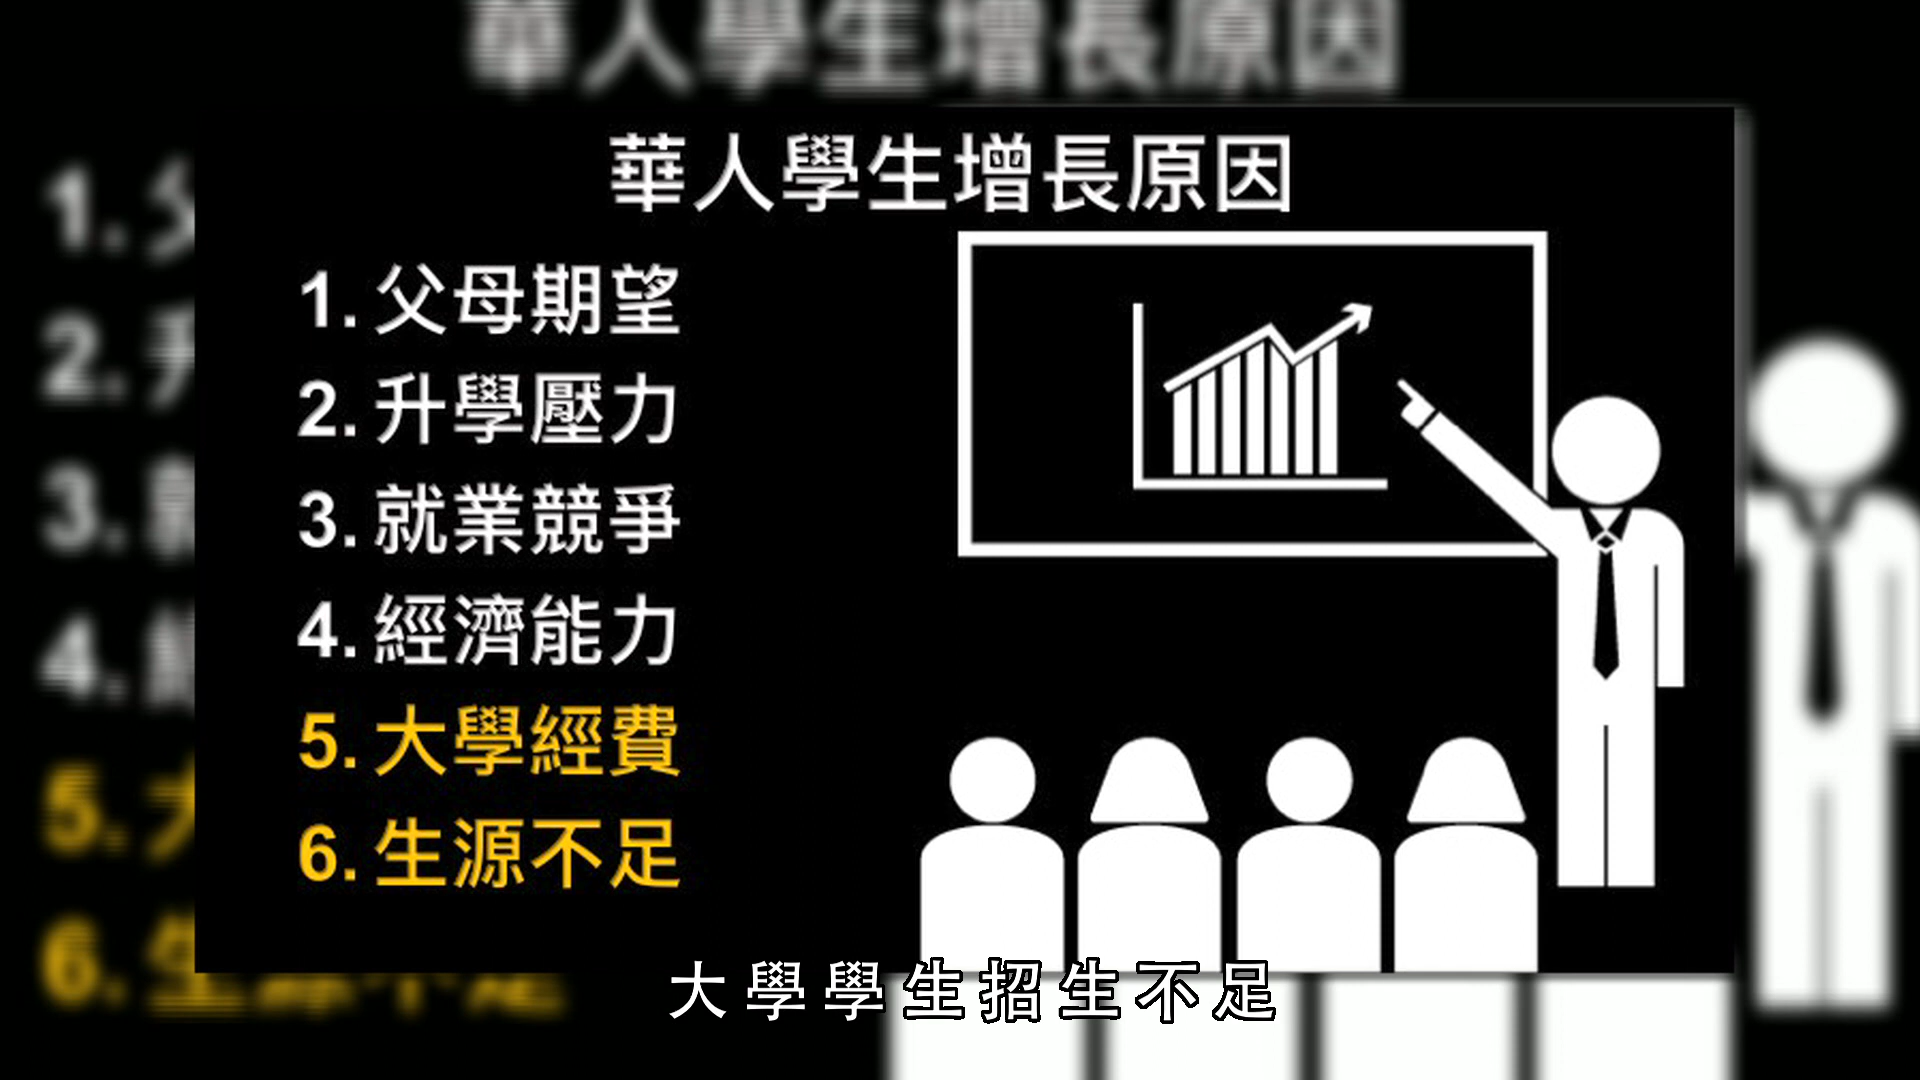 華人學生增長原因
1. 父母期望
2. 升學壓力
3. 就業競爭
4. 經濟能力
5. 大學經費
6. 生源不足
大學學生招生不足